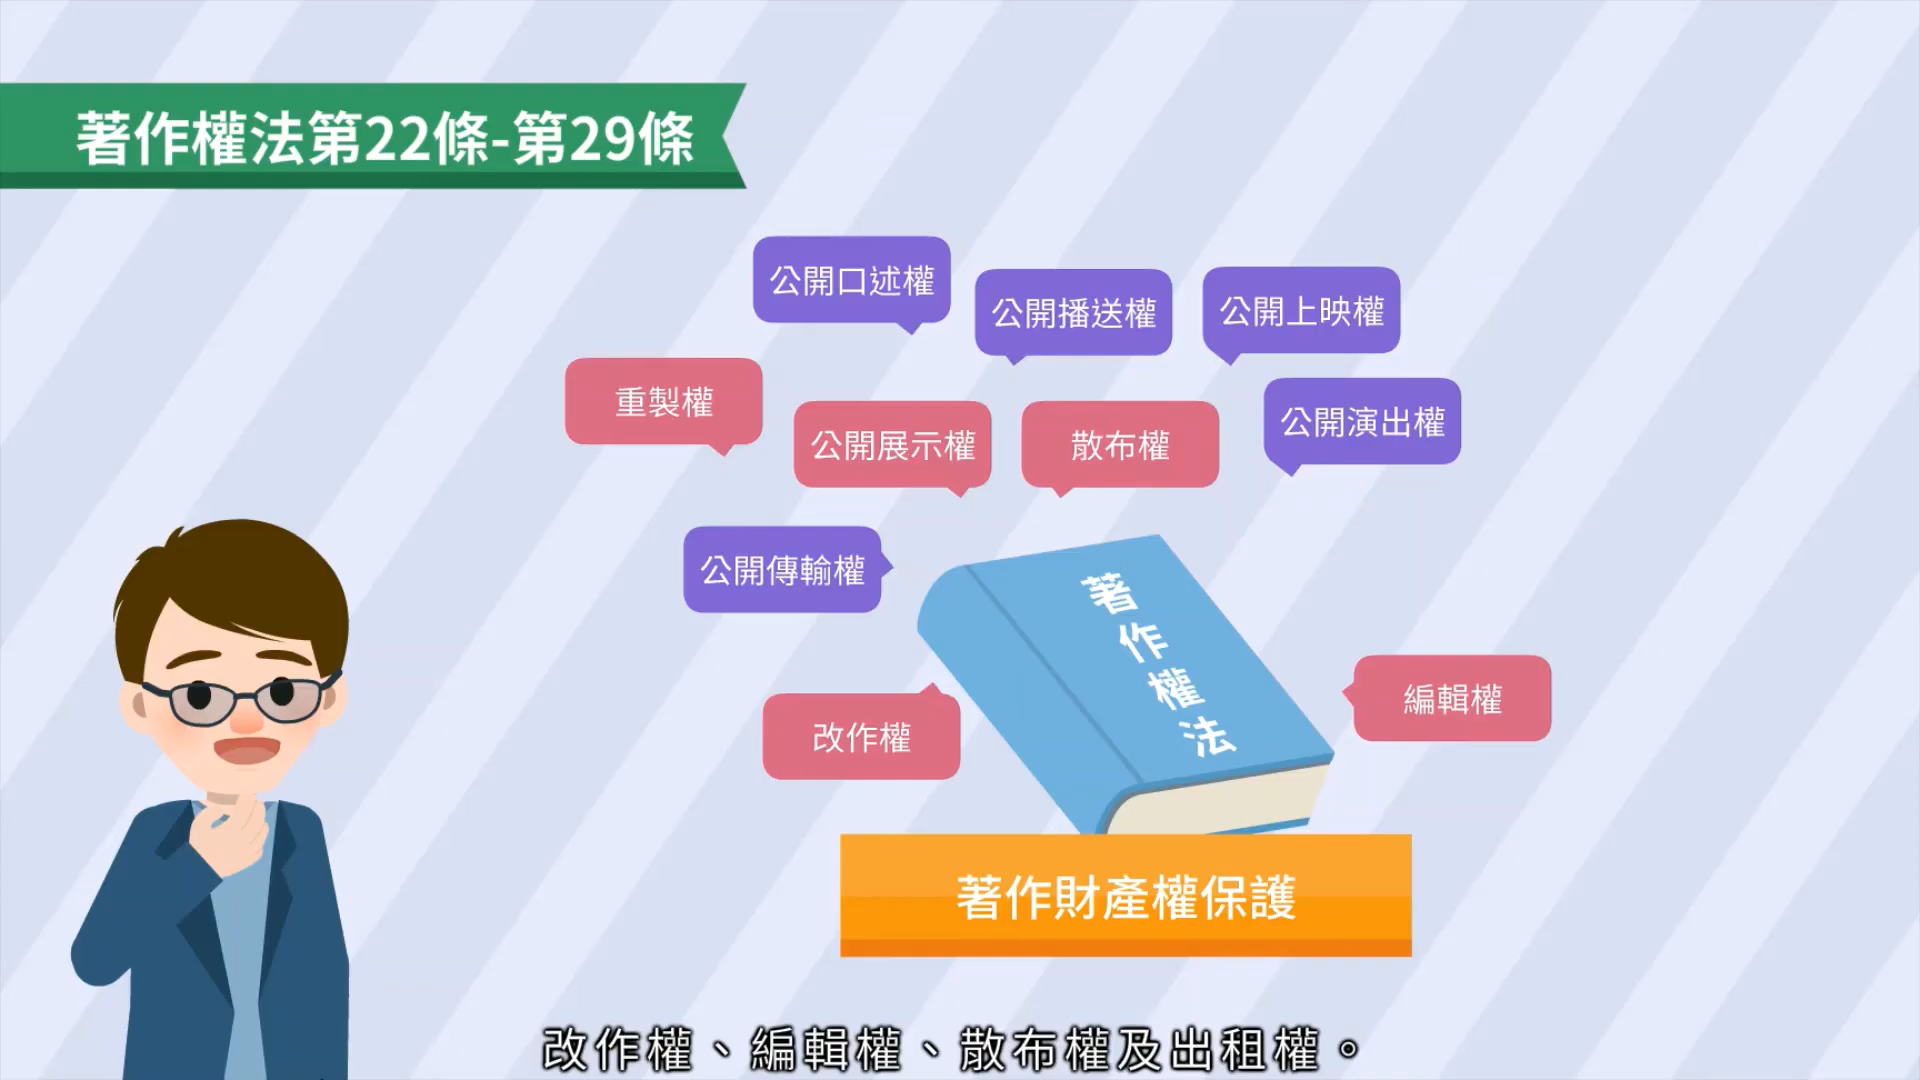 著作權法第22條-第29條
公開口述權
公開播送權
公開上映權
重製權
公開展示權
散布權
公開演出權
公開傳輸權
著作權法
改作權
編輯權
著作財產權保護
改作權、編輯權、散布權及出租權。